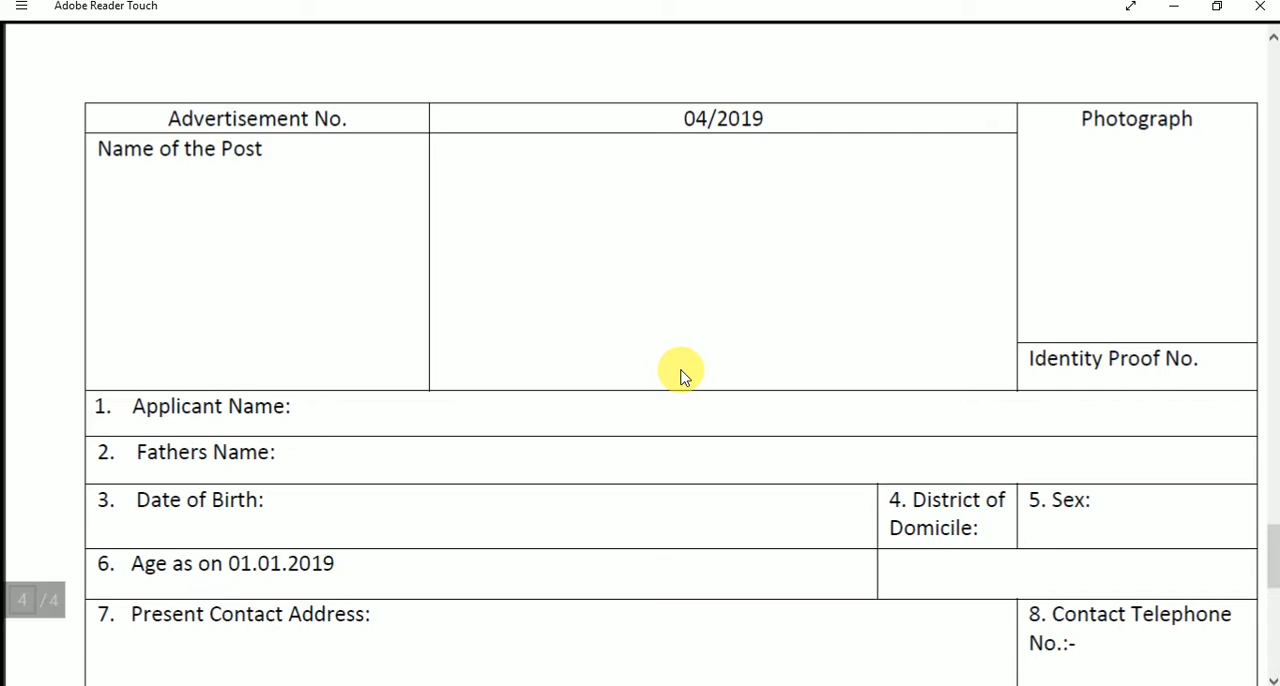 Adobe Reader Touch
Advertisement No.
04/2019
Photograph
Name of the Post
Identity Proof No.
1. Applicant Name:
2. Fathers Name:
3. Date of Birth:
4. District of
Domicile:
5. Sex:
6. Age as on 01.01.2019
7. Present Contact Address:
8. Contact Telephone
No.:-
4 /4